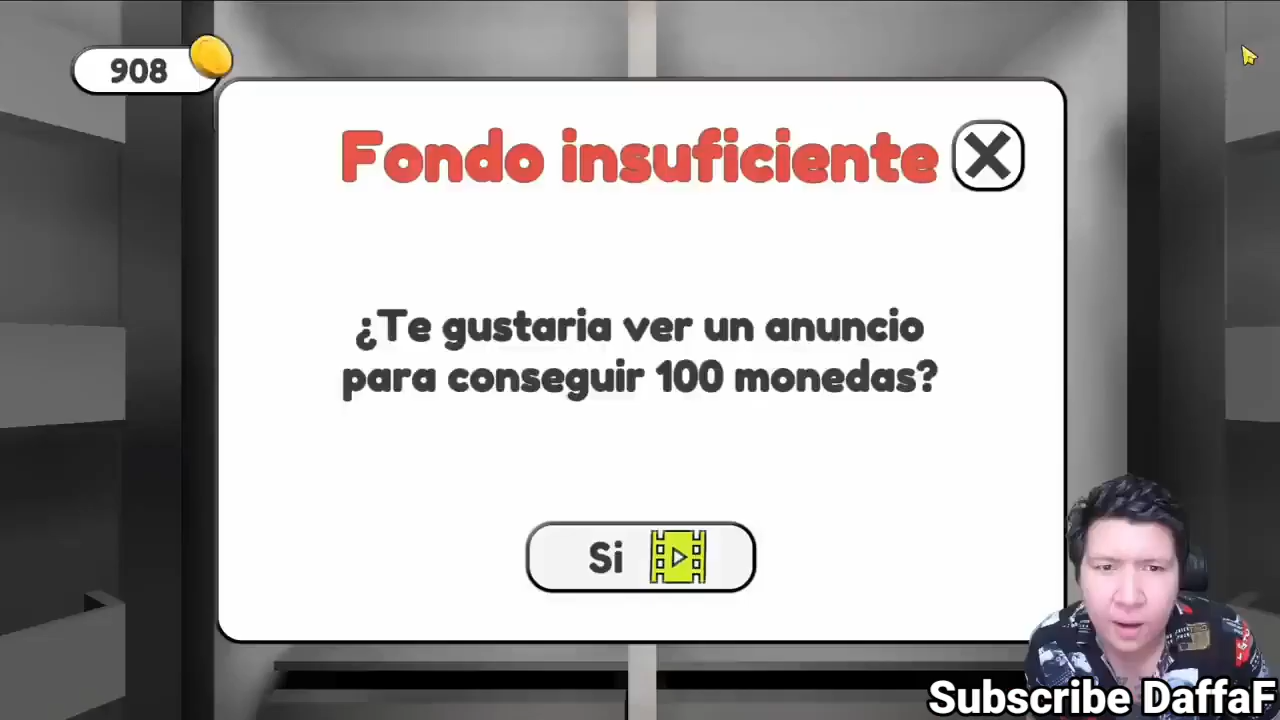 908
Fondo insuficiente
¿Te gustaria ver un anuncio
para conseguir 100 monedas?
Si
Subscribe DaffaF